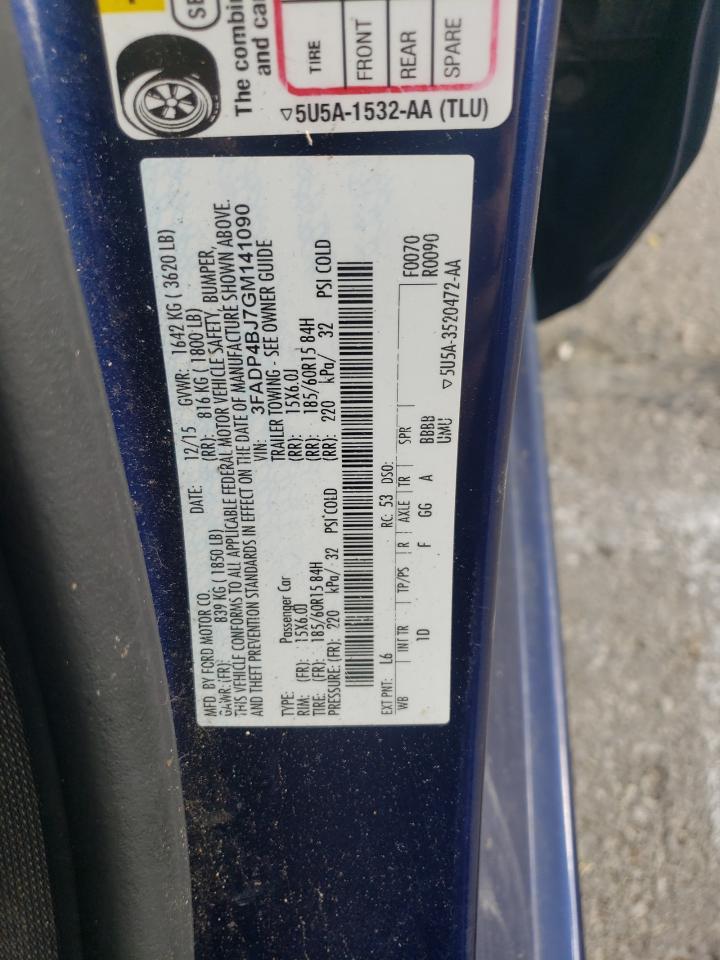 SE
The combin
and car
TIRE
FRONT
REAR
SPARE
▽5U5A-1532-AA (TLU)
MFD BY FORD MOTOR CO.
DATE: 12/15 GVWR: 1642 KG ( 3620 LB)
GAWR:(FR): 839 KG ( 1850 LB) (RR): 816 KG ( 1800 LB)
THIS VEHICLE CONFORMS TO ALL APPLICABLE FEDERAL MOTOR VEHICLE SAFETY, BUMPER,
AND THEFT PREVENTION STANDARDS IN EFFECT ON THE DATE OF MANUFACTURE SHOWN ABOVE.
VIN: 3FADP4BJ7GM141090
TYPE: Passenger Car TRAILER TOWING - SEE OWNER GUIDE
RIM: (FR): 15X6.0J (RR): 15X6.0J
TIRE: (FR): 185/60R15 84H (RR): 185/60R15 84H
PRESSURE: (FR): 220 kPa/ 32 PSI COLD (RR): 220 kPa/ 32 PSI COLD
EXT PNT: L6 RC: 53 DSO: F0070
R0090
WB INT TR TP/PS R AXLE TR SPR
1D F GG A BBBB
UMU
▽5U5A-3520472-AA